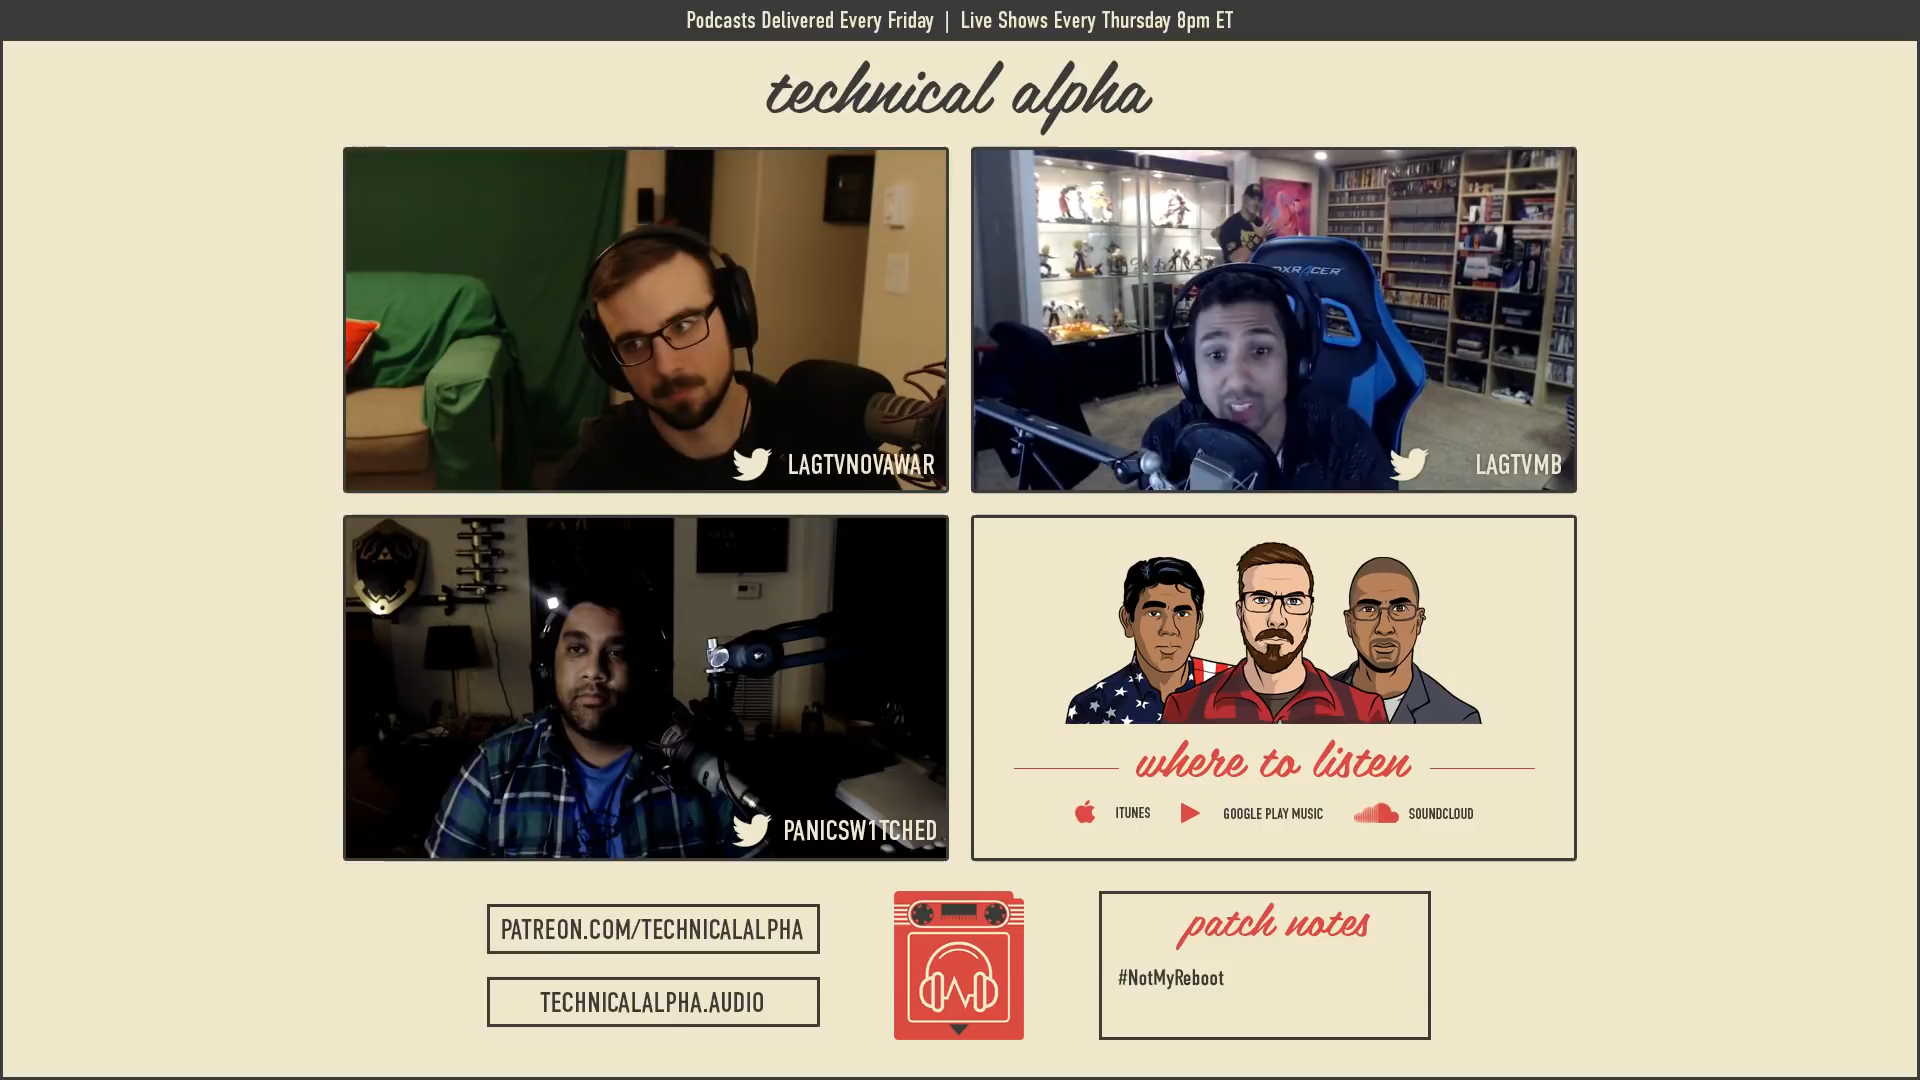 Podcasts Delivered Every Friday | Live Shows Every Thursday 8pm ET
technical alpha
DXRACER
LAGTVNOVAWAR
LAGTVMB
PANICSW1TCHED
where to listen
ITUNES
GOOGLE PLAY MUSIC
SOUNDCLOUD
PATREON.COM/TECHNICALALPHA
TECHNICALALPHA.AUDIO
patch notes
#NotMyReboot